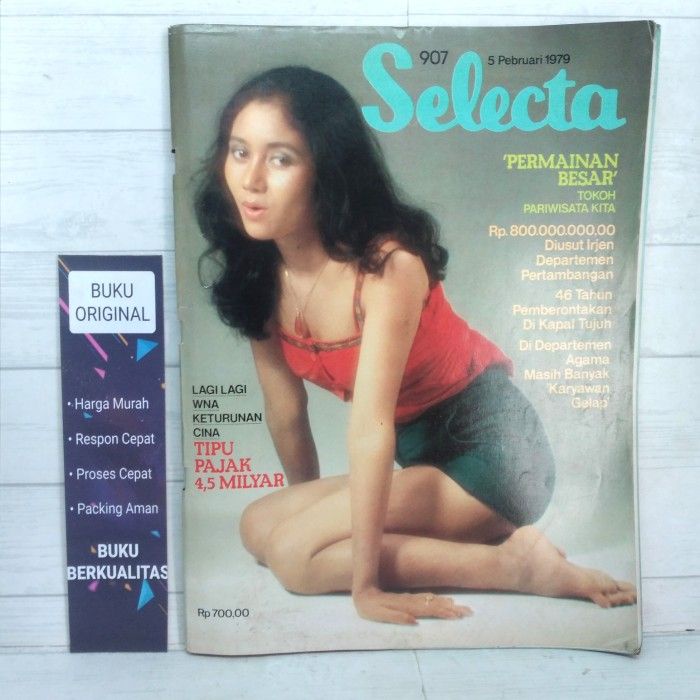 907
5 Pebruari 1979
Selecta
'PERMAINAN
BESAR'
TOKOH
PARIWISATA KITA
Rp.800.000.000.00
Diusut Irjen
Departemen
Pertambangan
46 Tahun
Pemberontakan
Di Kapal Tujuh
Di Departemen
Agama
Masih Banyak
'Karyawan
Gelap'
LAGI LAGI
WNA
KETURUNAN
CINA
TIPU
PAJAK
4,5 MILYAR
Rp 700,00
BUKU
ORIGINAL
• Harga Murah
• Respon Cepat
• Proses Cepat
• Packing Aman
BUKU
BERKUALITAS